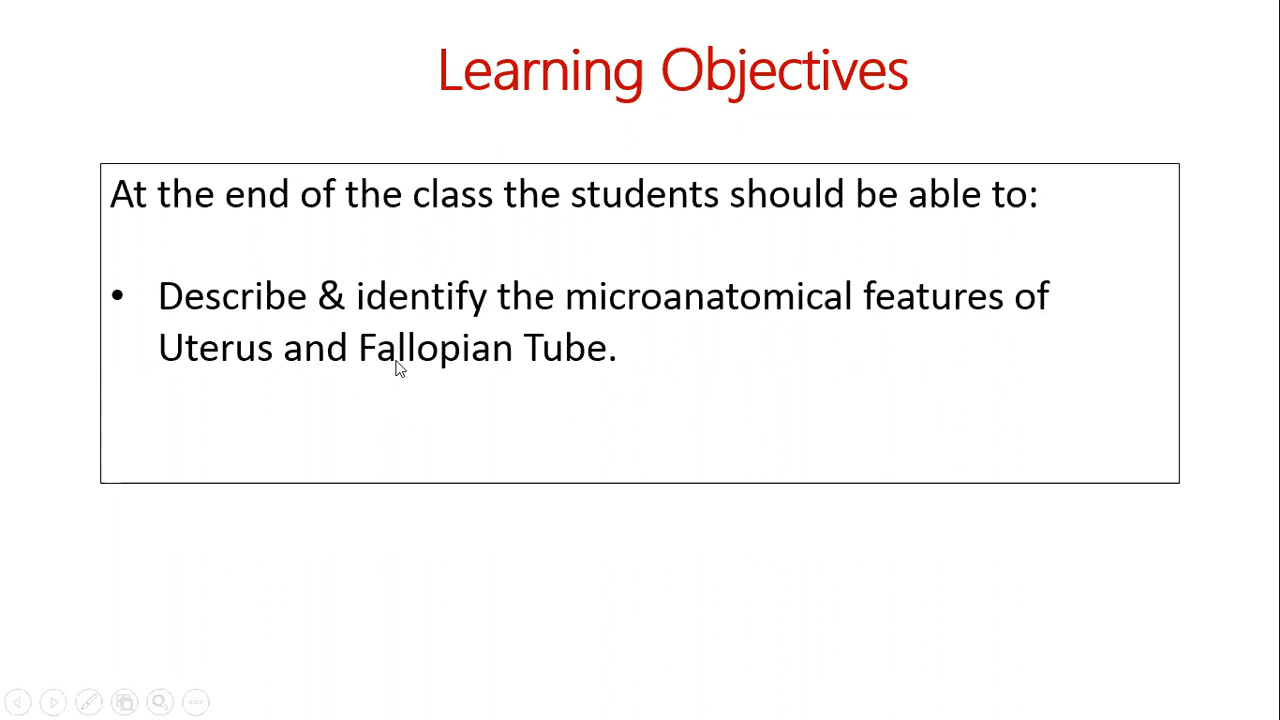 Learning Objectives
At the end of the class the students should be able to:
• Describe & identify the microanatomical features of
Uterus and Fallopian Tube.